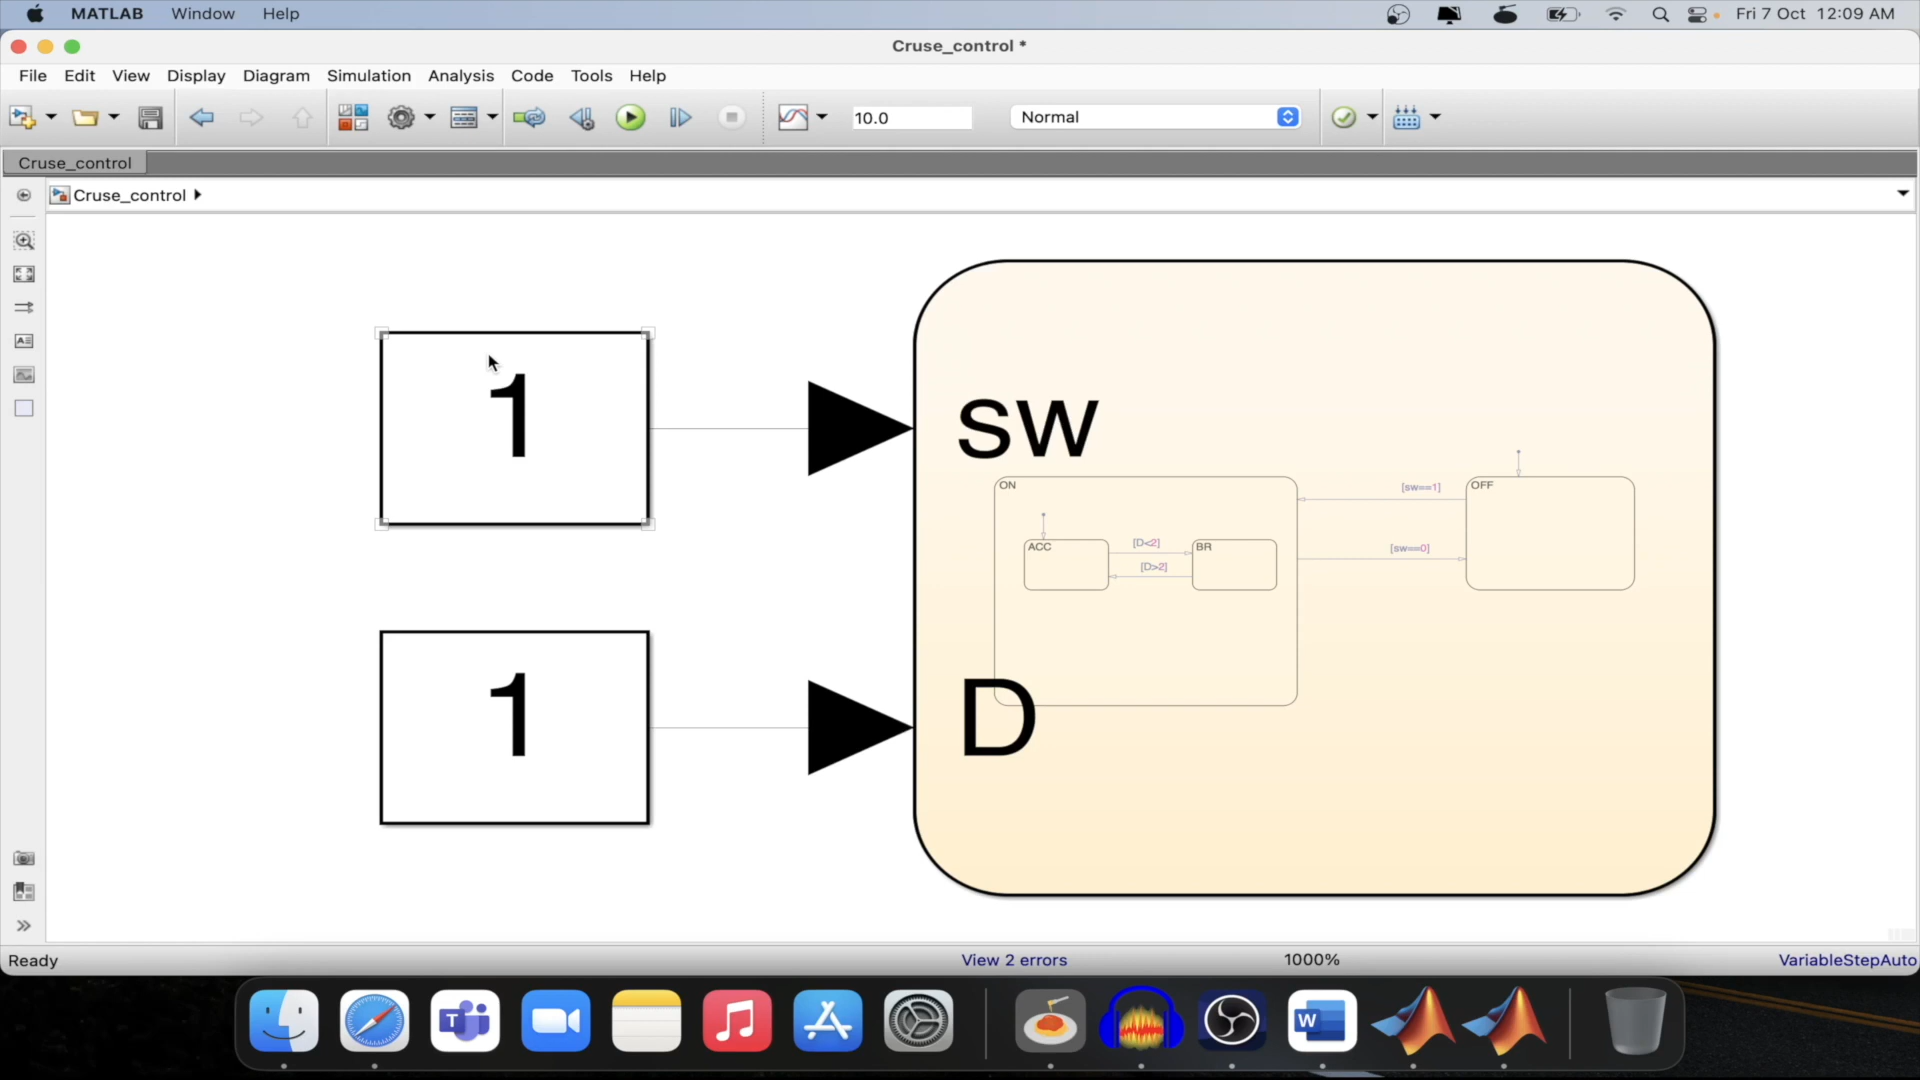 MATLAB Window Help Fri 7 Oct 12:09 AM
Cruse_control *
File Edit View Display Diagram Simulation Analysis Code Tools Help
10.0 Normal
Cruse_control
Cruse_control
1
sw
ON
[sw==1]
OFF
ACC
[D<2]
BR
[sw==0]
[D>2]
1
D
Ready View 2 errors 1000% VariableStepAuto
T
W